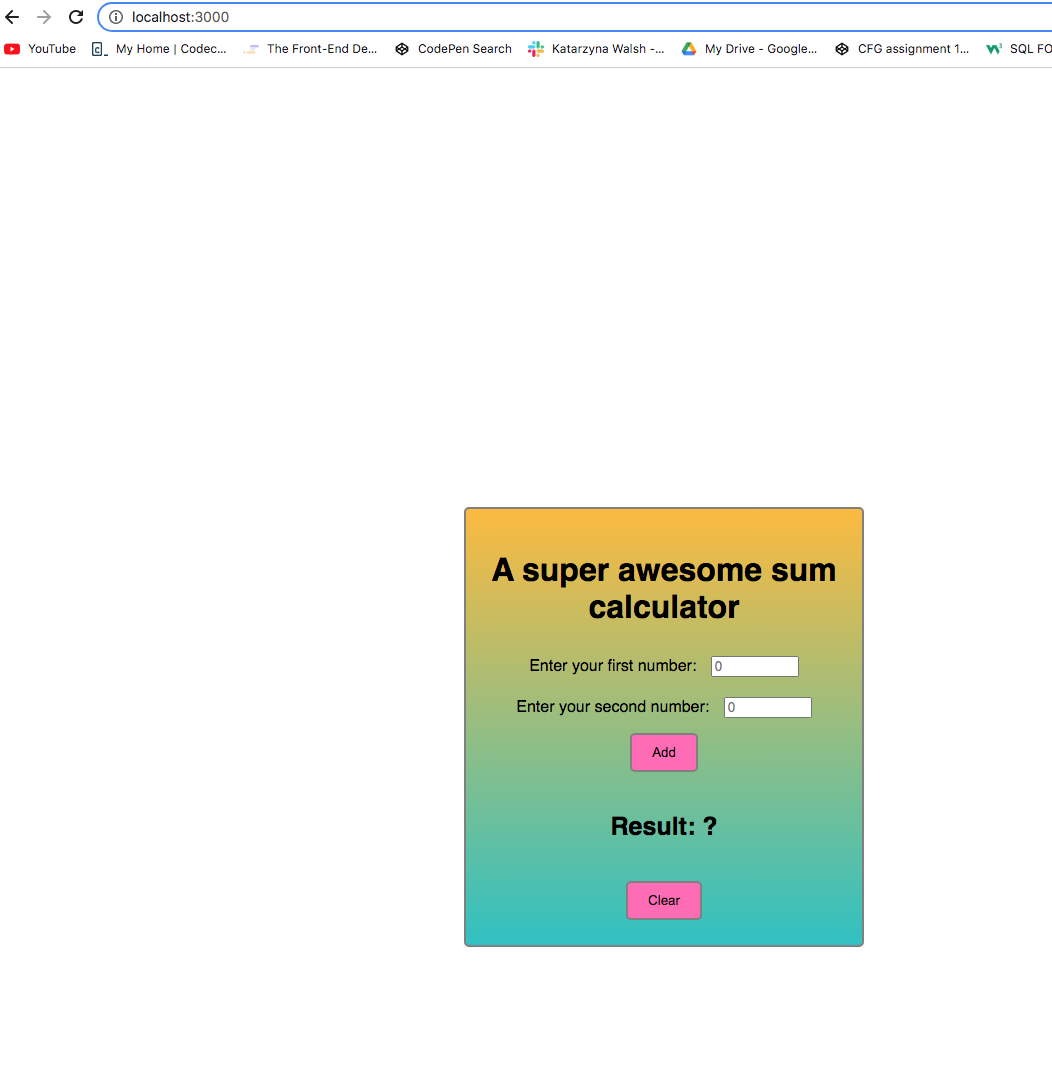 localhost:3000
YouTube My Home | Codec... The Front-End De... CodePen Search Katarzyna Walsh -... My Drive - Google... CFG assignment 1... SQL FO
A super awesome sum
calculator
Enter your first number: 0
Enter your second number: 0
Add
Result: ?
Clear